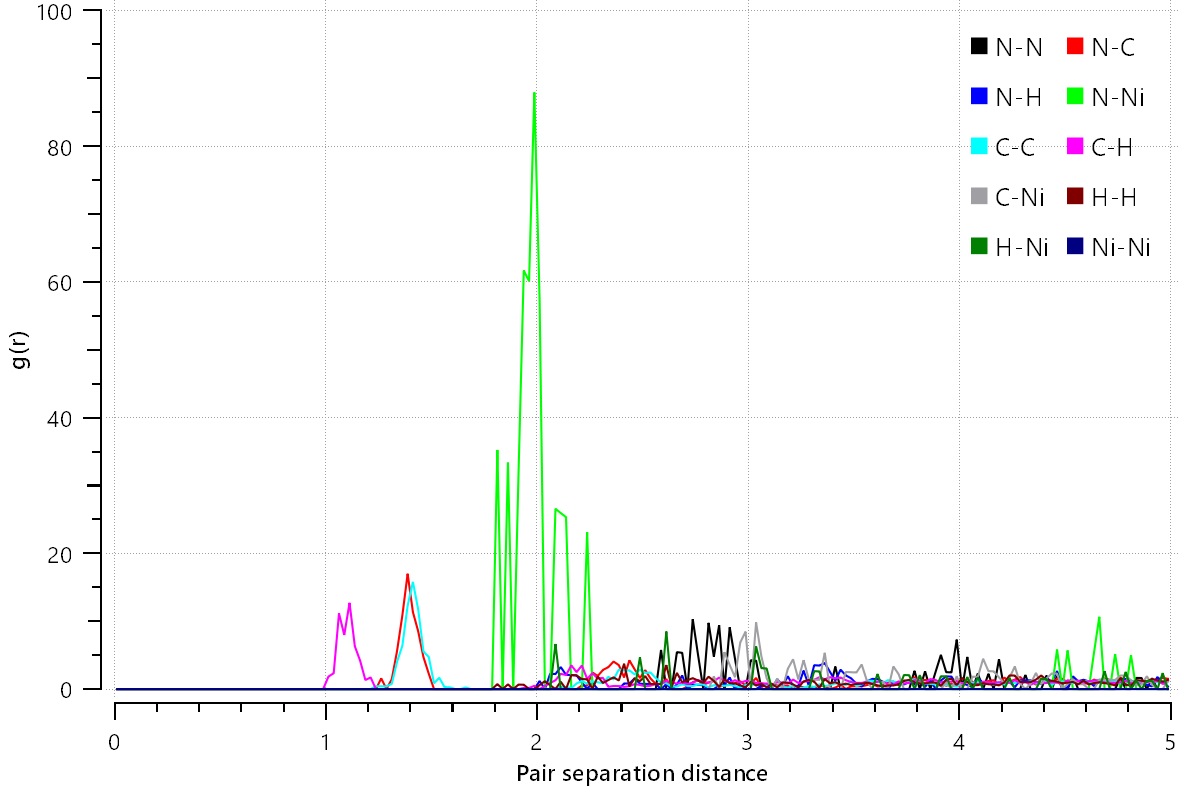 100
N-N N-C
N-H N-Ni
80
C-C C-H
C-Ni H-H
H-Ni Ni-Ni
60
g(r)
40
20
0
0 1 2 3 4 5
Pair separation distance